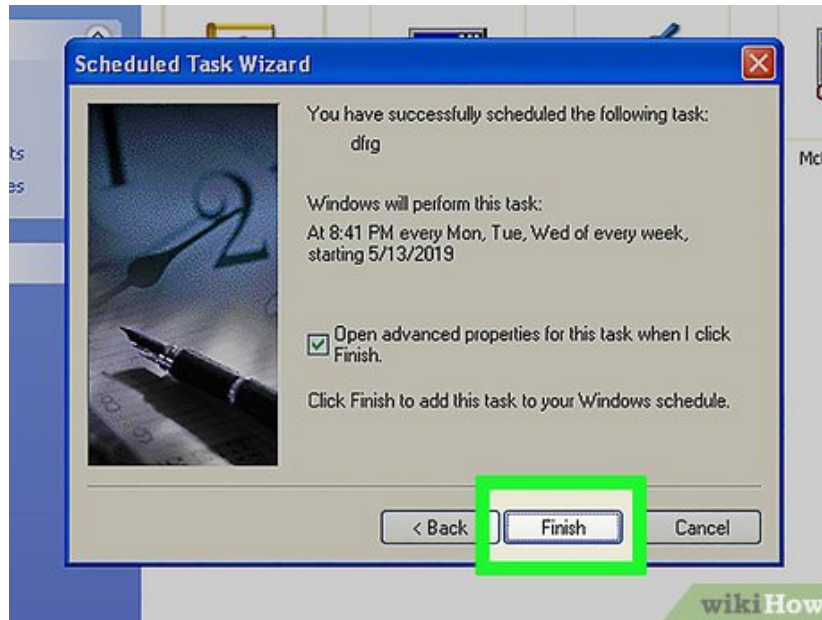 Scheduled Task Wizard
You have successfully scheduled the following task:
dfrg
Windows will perform this task:
At 8:41 PM every Mon, Tue, Wed of every week,
starting 5/13/2019
Open advanced properties for this task when I click
Finish.
Click Finish to add this task to your Windows schedule.
< Back
Finish
Cancel
ts
es
Mc
wikiHow